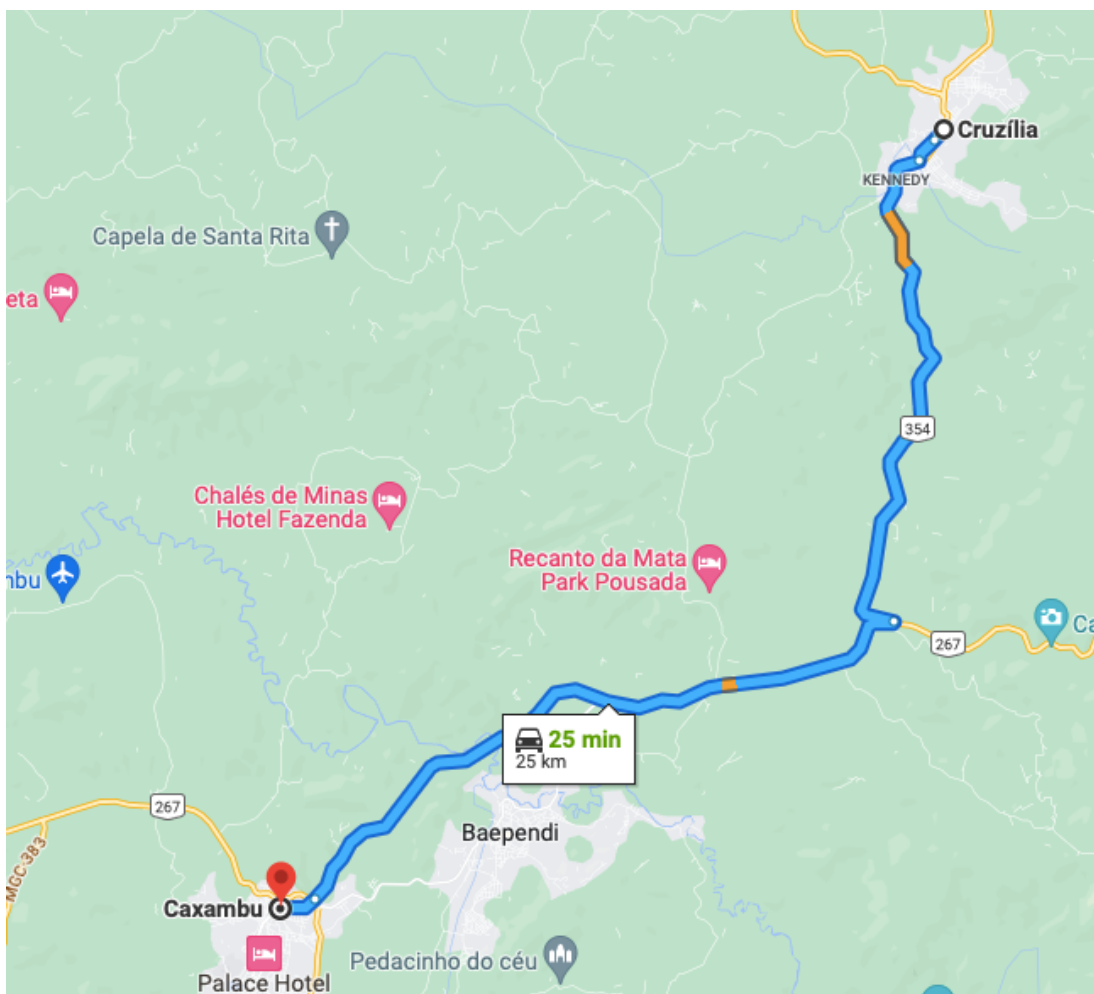 Cruzília
KENNEDY
Capela de Santa Rita
eta
354
Chalés de Minas
Hotel Fazenda
Recanto da Mata
Park Pousada
mbu
Ca
267
25 min
25 km
267
Baependi
MGC-383
Caxambu
Pedacinho do céu
Palace Hotel